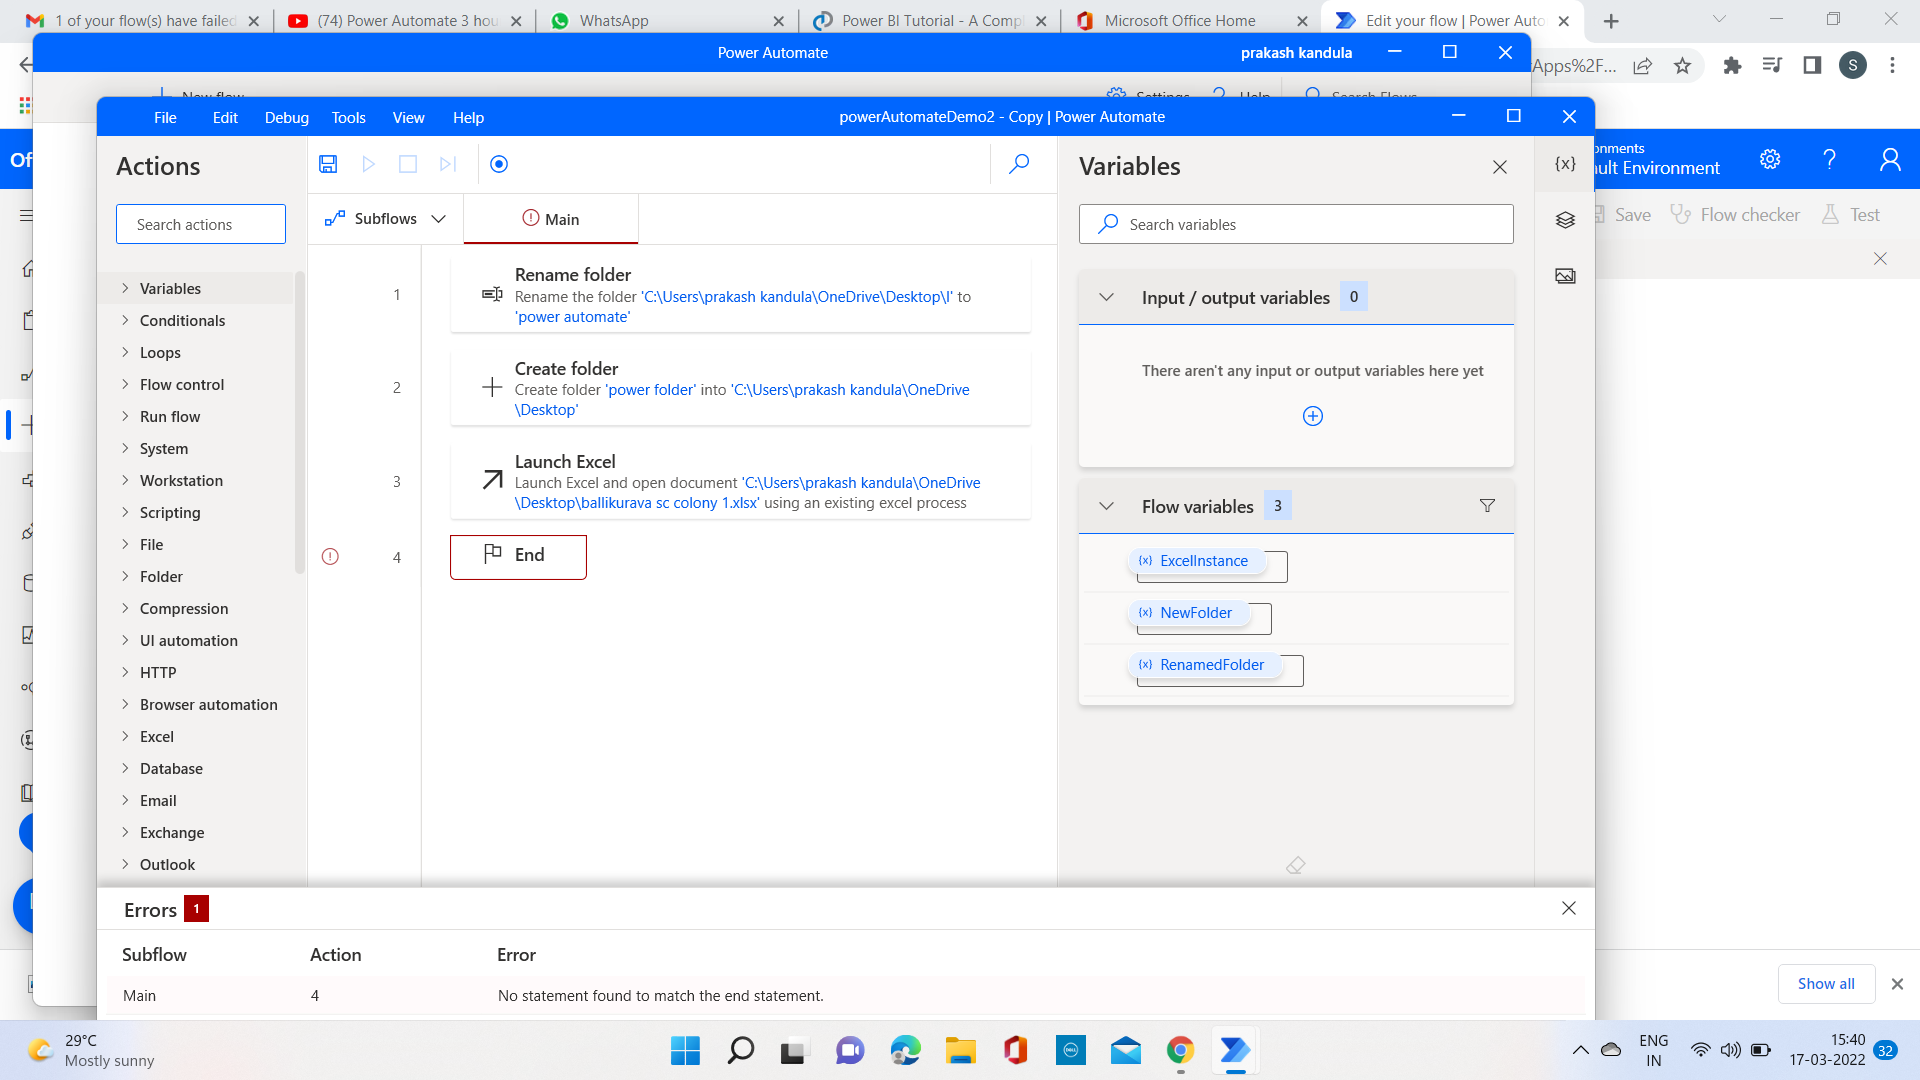 1 of your flow(s) have failed
(74) Power Automate 3 hou
WhatsApp
Power BI Tutorial - A Compl
Microsoft Office Home
Edit your flow | Power Auto
Power Automate
prakash kandula
Apps%2F...
S
New flow
Settings
Help
Search Flows
File Edit Debug Tools View Help
powerAutomateDemo2 - Copy | Power Automate
Of
onments
ult Environment
Save
Flow checker
Test
Actions
Search actions
Variables
Conditionals
Loops
Flow control
Run flow
System
Workstation
Scripting
File
Folder
Compression
UI automation
HTTP
Browser automation
Excel
Database
Email
Exchange
Outlook
Subflows
Main
1
Rename folder
Rename the folder 'C:\Users\prakash kandula\OneDrive\Desktop\I' to
'power automate'
2
Create folder
Create folder 'power folder' into 'C:\Users\prakash kandula\OneDrive
\Desktop'
3
Launch Excel
Launch Excel and open document 'C:\Users\prakash kandula\OneDrive
\Desktop\ballikurava sc colony 1.xlsx' using an existing excel process
4
End
Variables
{x}
Search variables
Input / output variables 0
There aren't any input or output variables here yet
Flow variables 3
{x} ExcelInstance
{x} NewFolder
{x} RenamedFolder
Errors 1
Subflow Action Error
Main 4 No statement found to match the end statement.
Show all
29°C
Mostly sunny
DELL
ENG
IN
15:40
17-03-2022
32